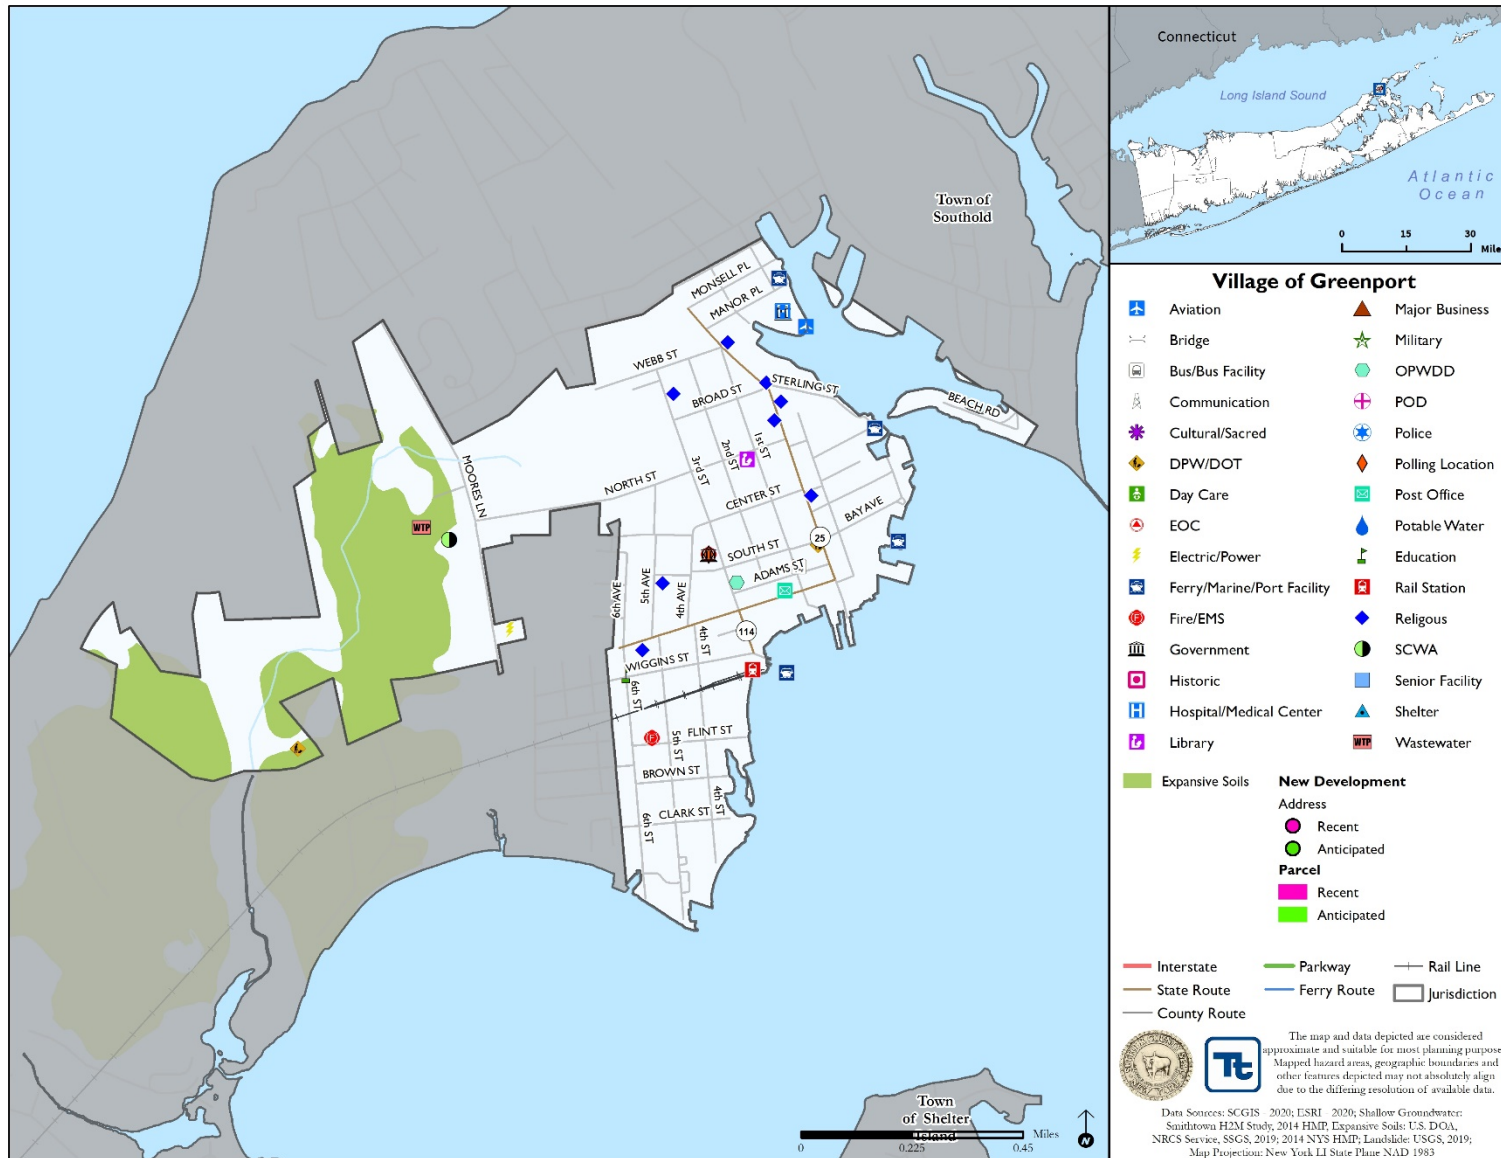 Town of
Southold
MONSELL PL
MANOR PL
WEBB ST
BROAD ST
STERLING ST
BEACH RD
1st ST
2nd ST
3rd ST
NORTH ST
MOORES LN
CENTER ST
BAY AVE
25
SOUTH ST
ADAMS ST
6th AVE
5th AVE
4th AVE
114
4th ST
WIGGINS ST
6th ST
FLINT ST
5th ST
BROWN ST
4th ST
CLARK ST
6th ST
WTP
H
F
Town
of Shelter
Island
0
0.225
0.45
Miles
N
Connecticut
Long Island Sound
Atlantic
Ocean
0
15
30
Mile
Village of Greenport
Aviation
Major Business
Bridge
Military
Bus/Bus Facility
OPWDD
Communication
POD
Cultural/Sacred
Police
DPW/DOT
Polling Location
Day Care
Post Office
EOC
Potable Water
Electric/Power
Education
Ferry/Marine/Port Facility
Rail Station
F
Fire/EMS
Religous
Government
SCWA
Historic
Senior Facility
H
Hospital/Medical Center
Shelter
Library
WTP
Wastewater
Expansive Soils
New Development
Address
Recent
Anticipated
Parcel
Recent
Anticipated
Interstate
Parkway
Rail Line
State Route
Ferry Route
Jurisdiction
County Route
Tt
The map and data depicted are considered
approximate and suitable for most planning purpose
Mapped hazard areas, geographic boundaries and
other features depicted may not absolutely align
due to the differing resolution of available data.
Data Sources: SCGIS - 2020; ESRI - 2020; Shallow Groundwater:
Smithtown H2M Study, 2014 HMP, Expansive Soils: U.S. DOA,
NRCS Service, SSGS, 2019; 2014 NYS HMP; Landslide: USGS, 2019;
Map Projection: New York LI State Plane NAD 1983